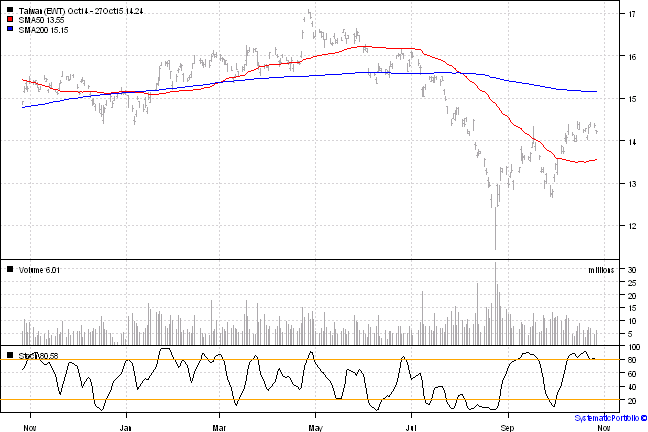 Taiwan (EWT) Oct14 - 27Oct15 14.24
SMA50 13.55
SMA200 15.15
17
16
15
14
13
12
Volume 6.01
millions
30
25
20
15
10
5
80.58
100
80
60
40
20
Nov Jan Mar May Jul Sep Nov
SystematicPortfolio ©